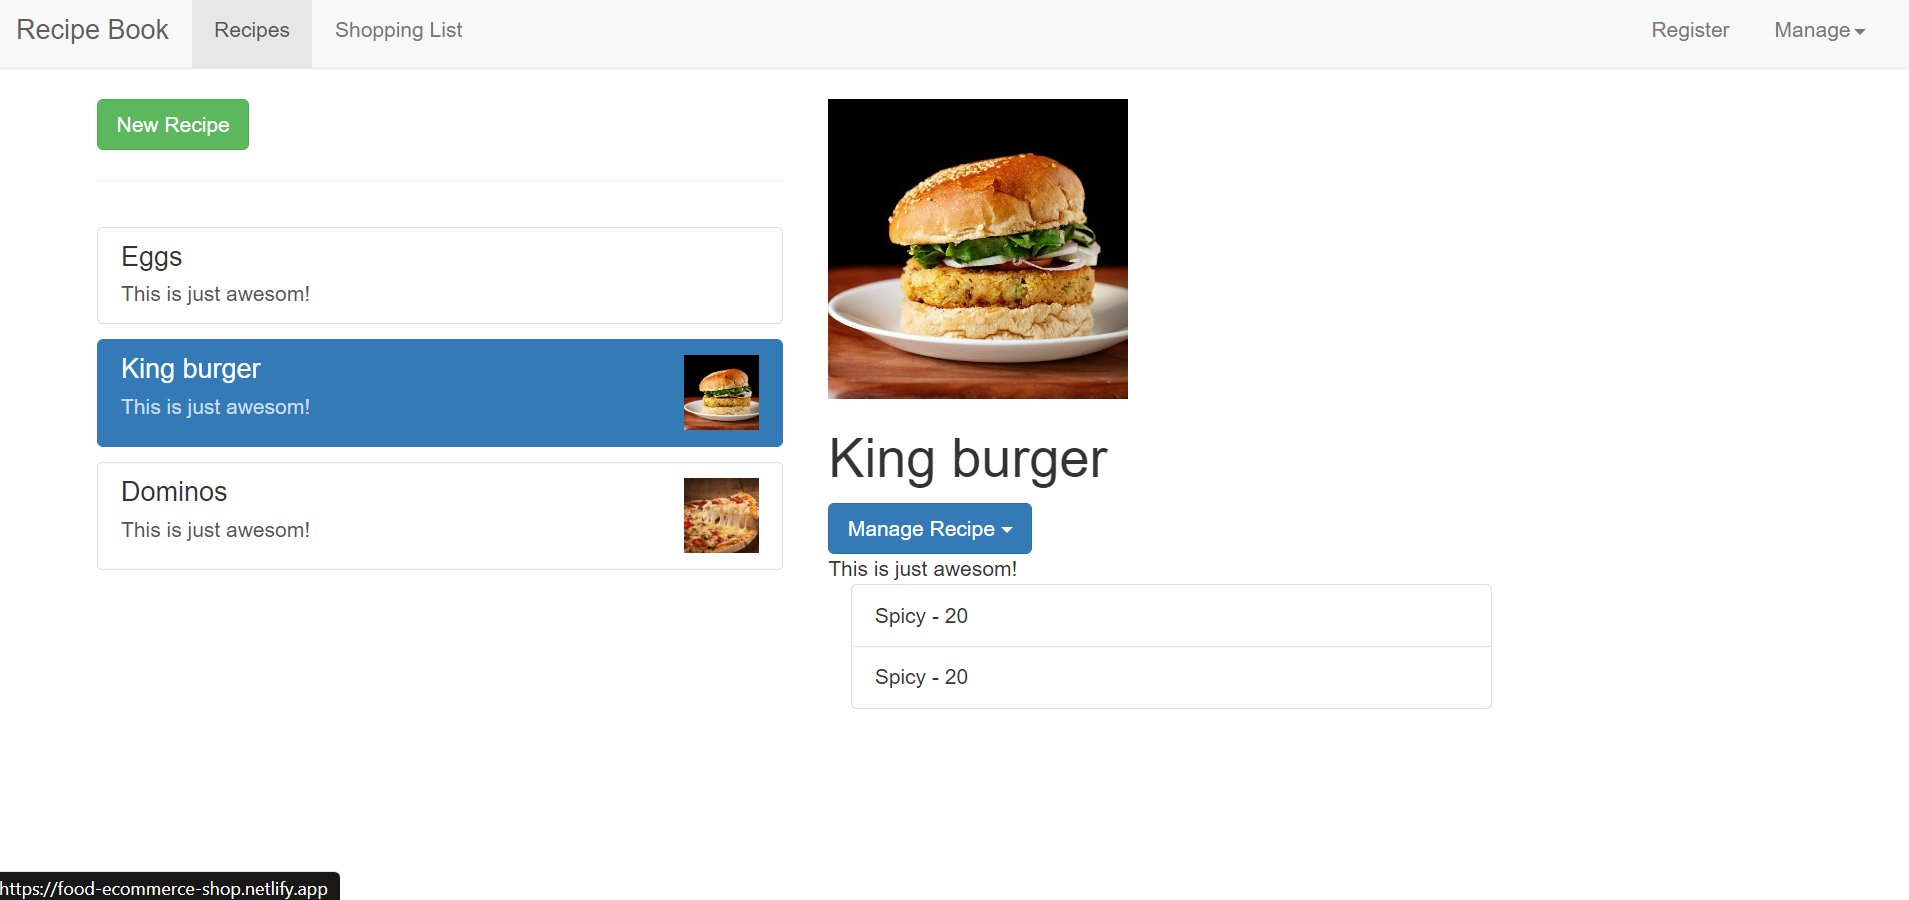 Recipe Book Recipes Shopping List Register Manage
New Recipe
Eggs
This is just awesom!
King burger
This is just awesom!
Dominos
This is just awesom!
King burger
Manage Recipe
This is just awesom!
Spicy - 20
Spicy - 20
https://food-ecommerce-shop.netlify.app